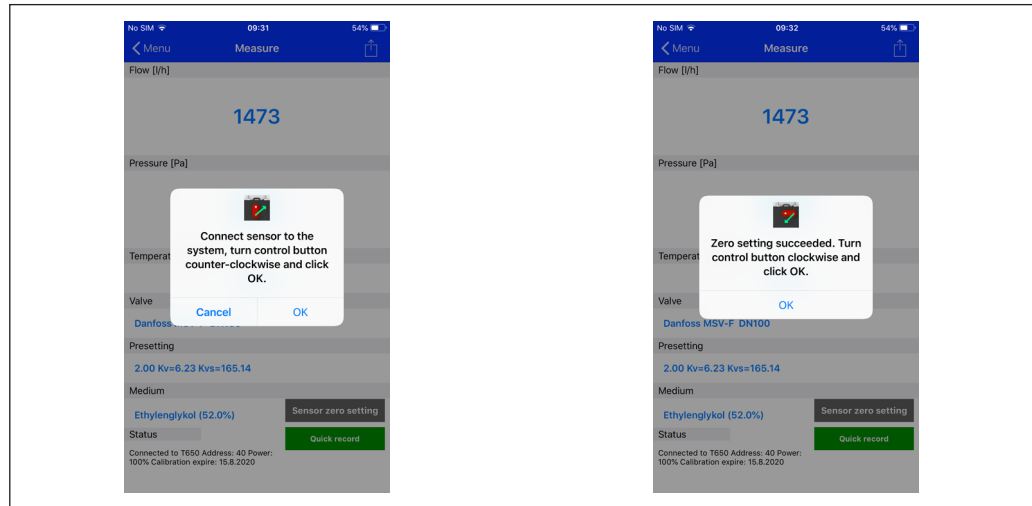 No SIM 09:31 54%
Menu Measure
Flow [l/h]
1473
Pressure [Pa]
Connect sensor to the
system, turn control button
counter-clockwise and click
OK.
Temperat
Cancel OK
Valve
Danfoss
Presetting
2.00 Kv=6.23 Kvs=165.14
Medium
Ethylenglykol (52.0%)
Sensor zero setting
Status
Quick record
Connected to T650 Address: 40 Power:
100% Calibration expire: 15.8.2020
No SIM 09:32 54%
Menu Measure
Flow [l/h]
1473
Pressure [Pa]
Zero setting succeeded. Turn
control button clockwise and
click OK.
Temperat
OK
Valve
Danfoss MSV-F DN100
Presetting
2.00 Kv=6.23 Kvs=165.14
Medium
Ethylenglykol (52.0%)
Sensor zero setting
Status
Quick record
Connected to T650 Address: 40 Power:
100% Calibration expire: 15.8.2020